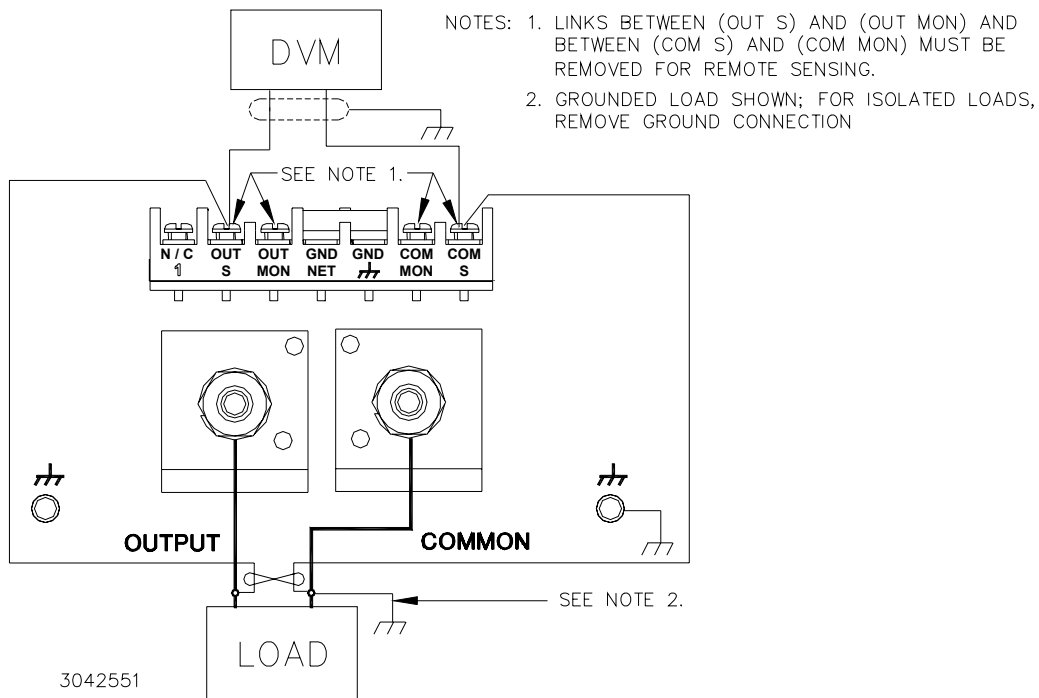 DVM
NOTES: 1. LINKS BETWEEN (OUT S) AND (OUT MON) AND
BETWEEN (COM S) AND (COM MON) MUST BE
REMOVED FOR REMOTE SENSING.
2. GROUNDED LOAD SHOWN; FOR ISOLATED LOADS,
REMOVE GROUND CONNECTION
SEE NOTE 1.
N / C OUT OUT GND GND COM COM
1 S MON NET MON S
OUTPUT COMMON
SEE NOTE 2.
LOAD
3042551